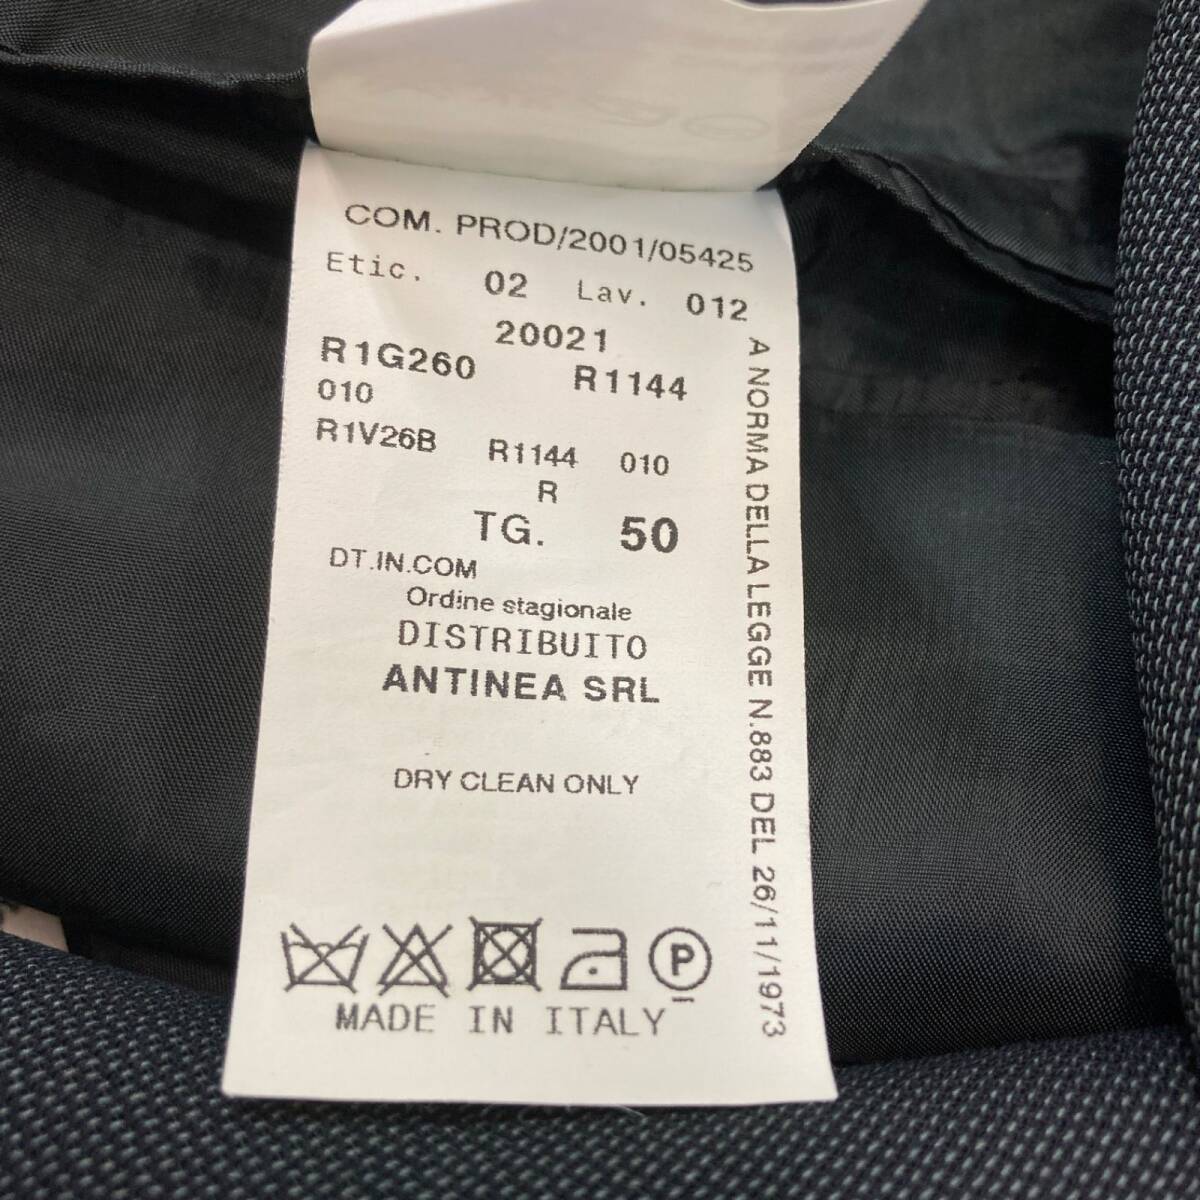 COM. PROD/2001/05425
Etic. 02 Lav. 012
20021
R1G260 R1144
010
R1V26B R1144 010
R
TG. 50
DT.IN.COM
Ordine stagionale
DISTRIBUITO
ANTINEA SRL
DRY CLEAN ONLY
P
MADE IN ITALY
A NORMA DELLA LEGGE N.883 DEL 26/11/1973